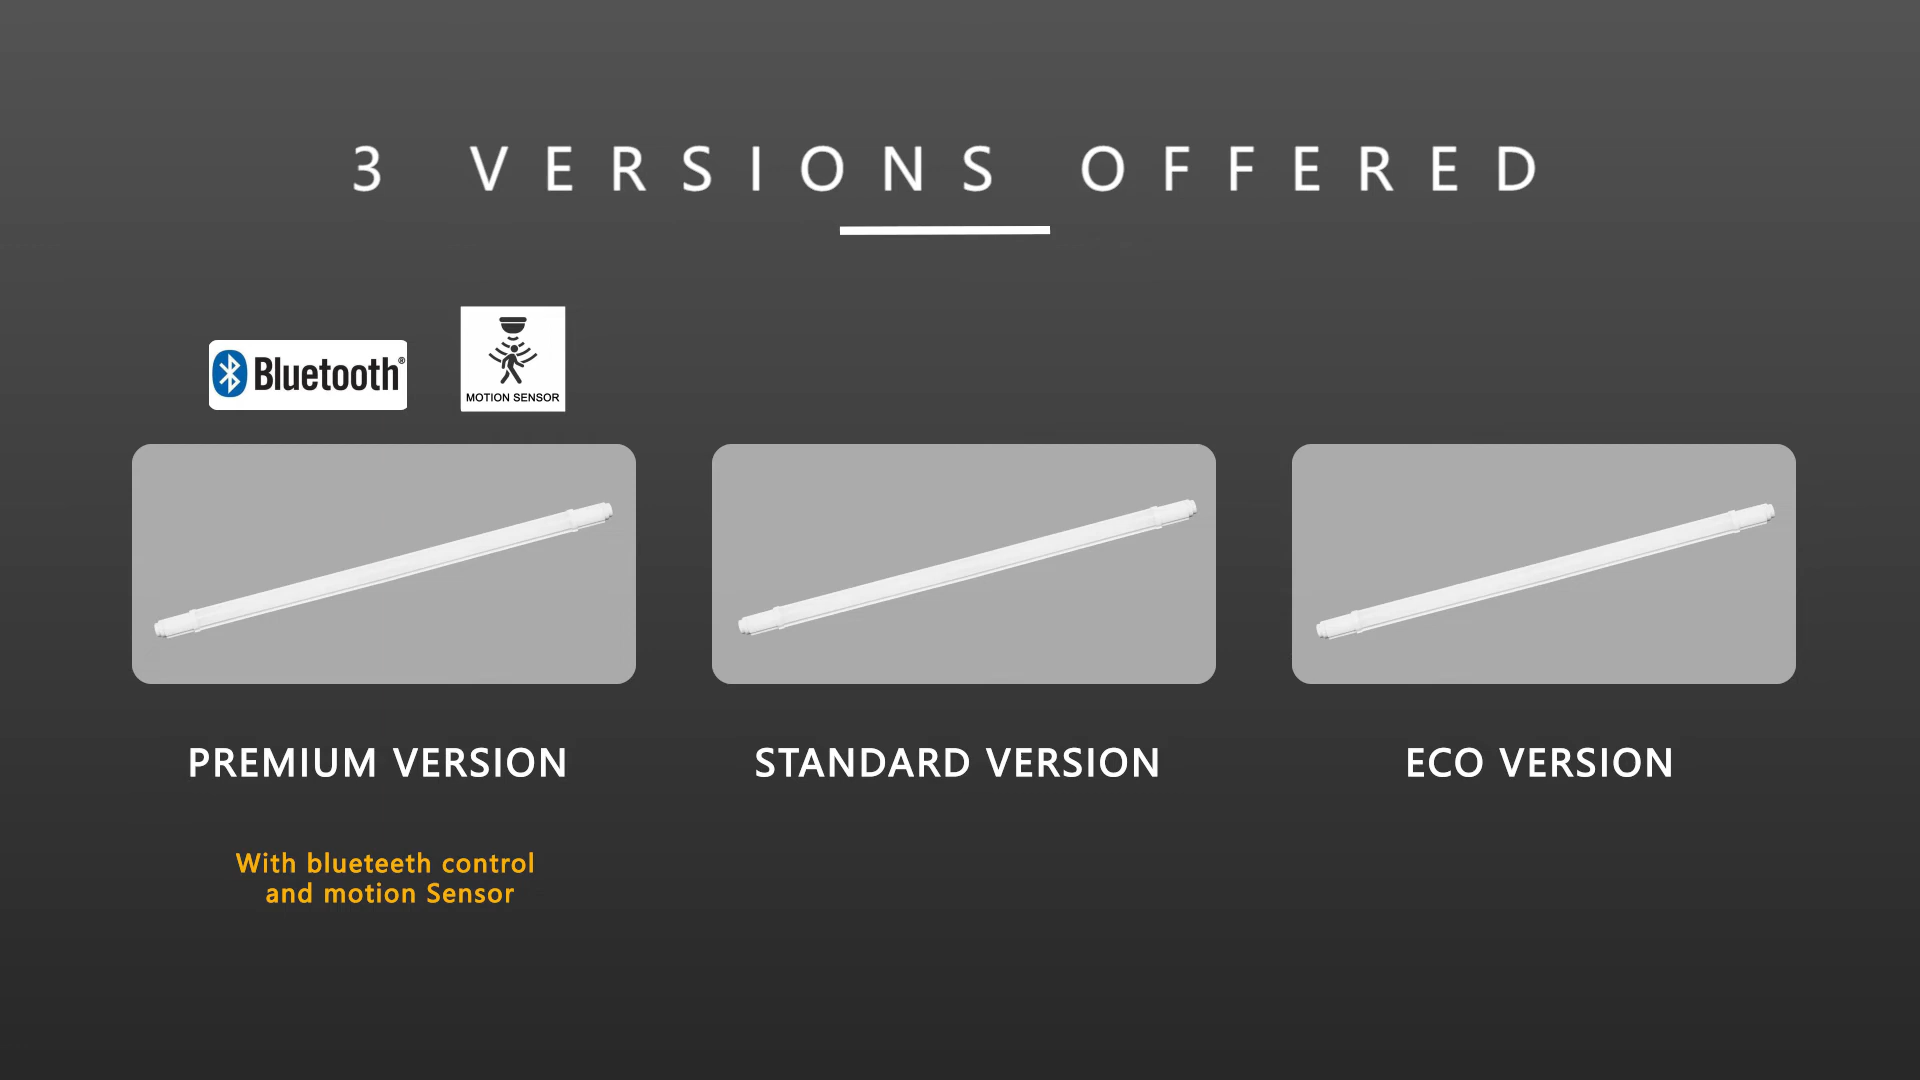 3 VERSIONS OFFERED
Bluetooth®
MOTION SENSOR
PREMIUM VERSION
STANDARD VERSION
ECO VERSION
With blueteeth control
and motion Sensor